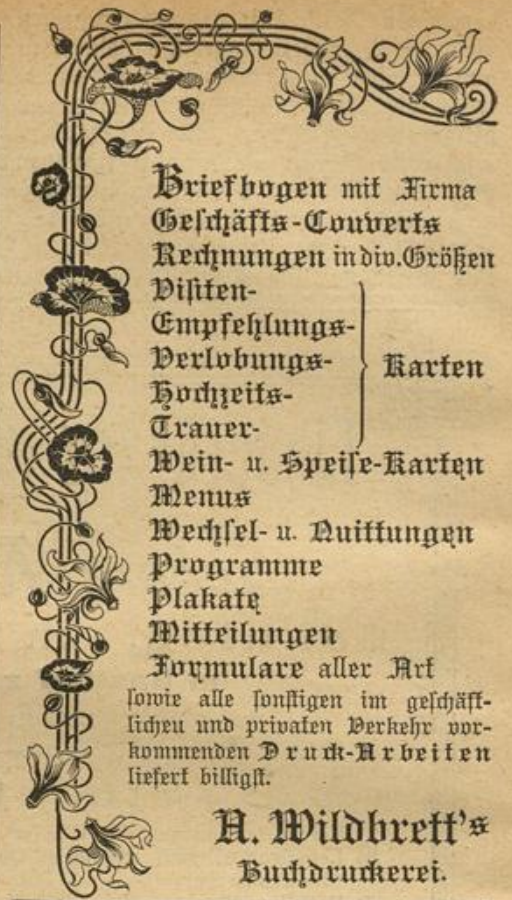 Briefbogen mit Firma
Geschäfts-Couverts
Rechnungen in div. Größen
Visiten-
Empfehlungs-
Verlobungs-
Hochzeits-
Trauer-
Karten
Wein- u. Speise-Karten
Menus
Wechsel- u. Quittungen
Programme
Plakate
Mitteilungen
Formulare aller Art
sowie alle sonstigen im geschäft-
lichen und privaten Verkehr vor-
kommenden Druck-Arbeiten
liefert billigst.
A. Wildbrett's
Buchdruckerei.